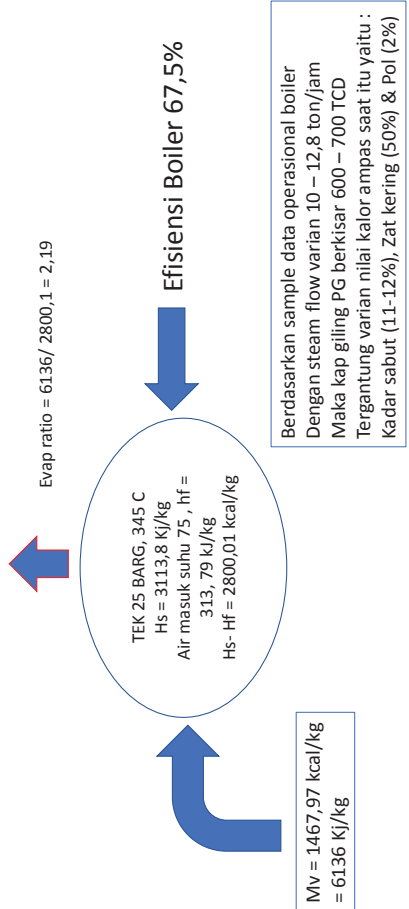 Evap ratio = 6136/ 2800,1 = 2,19
TEK 25 BARG, 345 C
Hs = 3113,8 Kj/kg
Air masuk suhu 75 , hf =
313, 79 kJ/kg
Hs- Hf = 2800,01 kcal/kg
Efisiensi Boiler 67,5%
Mv = 1467,97 kcal/kg
= 6136 Kj/kg
Berdasarkan sample data operasional boiler
Dengan steam flow varian 10 – 12,8 ton/jam
Maka kap giling PG berkisar 600 – 700 TCD
Tergantung varian nilai kalor ampas saat itu yaitu :
Kadar sabut (11-12%), Zat kering (50%) & Pol (2%)